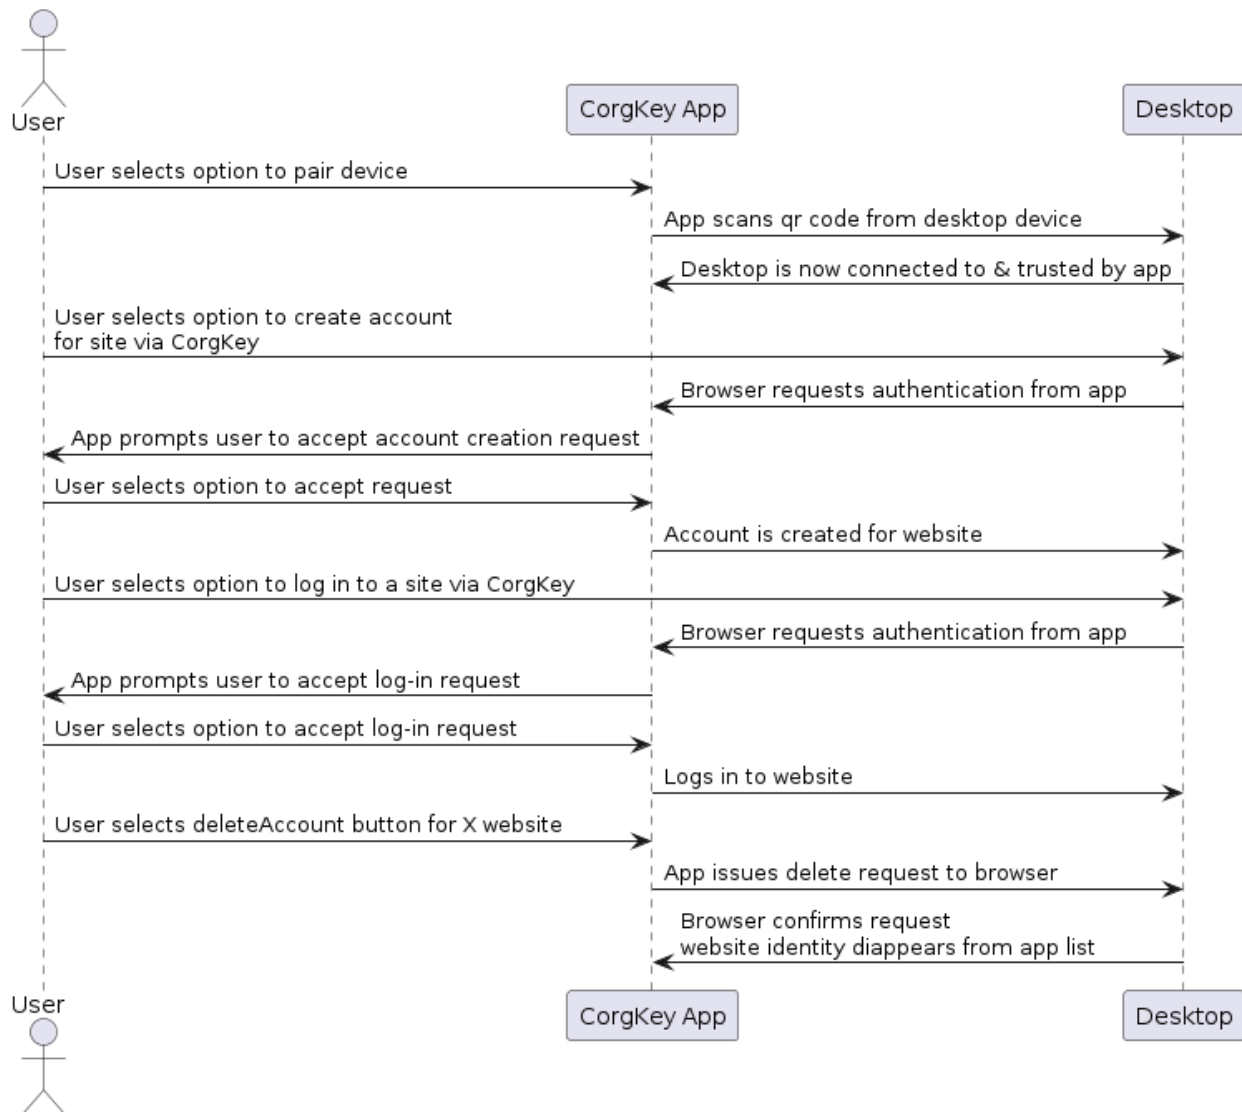 User
CorgKey App
Desktop
User selects option to pair device
App scans qr code from desktop device
Desktop is now connected to & trusted by app
User selects option to create account
for site via CorgKey
Browser requests authentication from app
App prompts user to accept account creation request
User selects option to accept request
Account is created for website
User selects option to log in to a site via CorgKey
Browser requests authentication from app
App prompts user to accept log-in request
User selects option to accept log-in request
Logs in to website
User selects deleteAccount button for X website
App issues delete request to browser
Browser confirms request
website identity diappears from app list
User
CorgKey App
Desktop